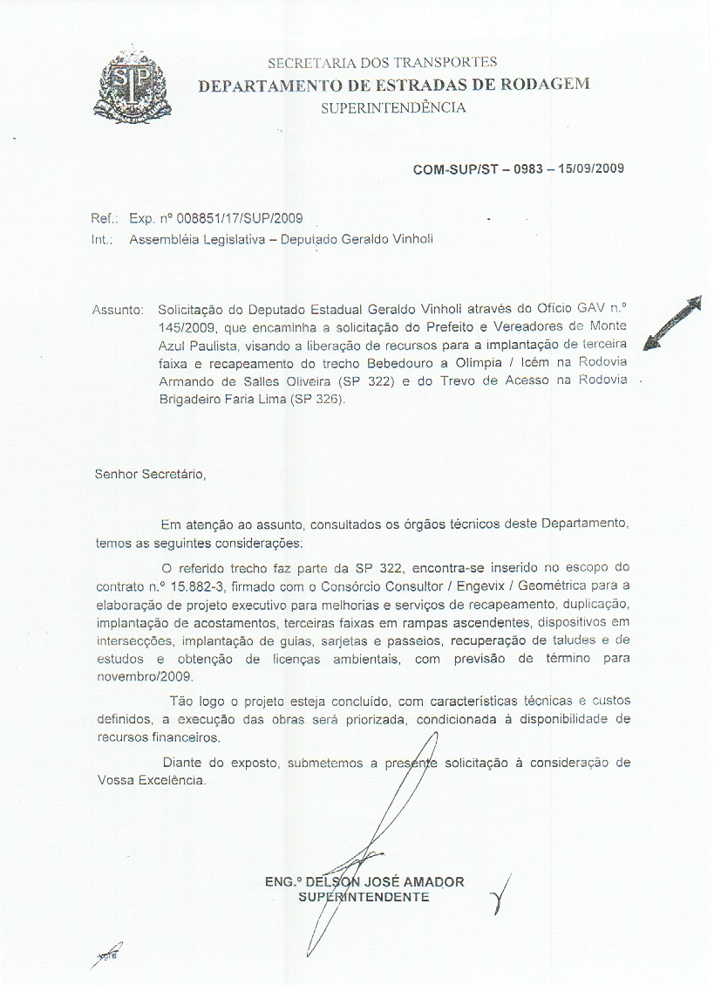 SECRETARIA DOS TRANSPORTES
DEPARTAMENTO DE ESTRADAS DE RODAGEM
SUPERINTENDÊNCIA
SP
COM-SUP/ST – 0983 – 15/09/2009
Ref.: Exp. nº 008851/17/SUP/2009
Int.: Assembléia Legislativa – Deputado Geraldo Vinholi
Assunto: Solicitação do Deputado Estadual Geraldo Vinholi através do Ofício GAV n.º
145/2009, que encaminha a solicitação do Prefeito e Vereadores de Monte
Azul Paulista, visando a liberação de recursos para a implantação de terceira
faixa e recapeamento do trecho Bebedouro a Olímpia / Icém na Rodovia
Armando de Salles Oliveira (SP 322) e do Trevo de Acesso na Rodovia
Brigadeiro Faria Lima (SP 326).
Senhor Secretário,
Em atenção ao assunto, consultados os órgãos técnicos deste Departamento,
temos as seguintes considerações:
O referido trecho faz parte da SP 322, encontra-se inserido no escopo do
contrato n.º 15.882-3, firmado com o Consórcio Consultor / Engevix / Geométrica para a
elaboração de projeto executivo para melhorias e serviços de recapeamento, duplicação,
implantação de acostamentos, terceiras faixas em rampas ascendentes, dispositivos em
intersecções, implantação de guias, sarjetas e passeios, recuperação de taludes e de
estudos e obtenção de licenças ambientais, com previsão de término para
novembro/2009.
Tão logo o projeto esteja concluído, com características técnicas e custos
definidos, a execução das obras será priorizada, condicionada à disponibilidade de
recursos financeiros.
Diante do exposto, submetemos a presente solicitação à consideração de
Vossa Excelência.
ENG.º DELSON JOSÉ AMADOR
SUPERINTENDENTE